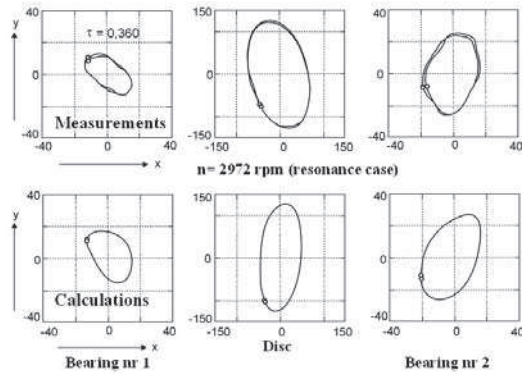 y
40
0
-40
τ = 0,360
Measurements
-40 0 40
x
150
0
-150
-150 0 150
40
0
-40
-40 0 40
n= 2972 rpm (resonance case)
y
40
0
-40
Calculations
-40 0 40
x
Bearing nr 1
150
0
-150
-150 0 150
Disc
40
0
-40
-40 0 40
Bearing nr 2